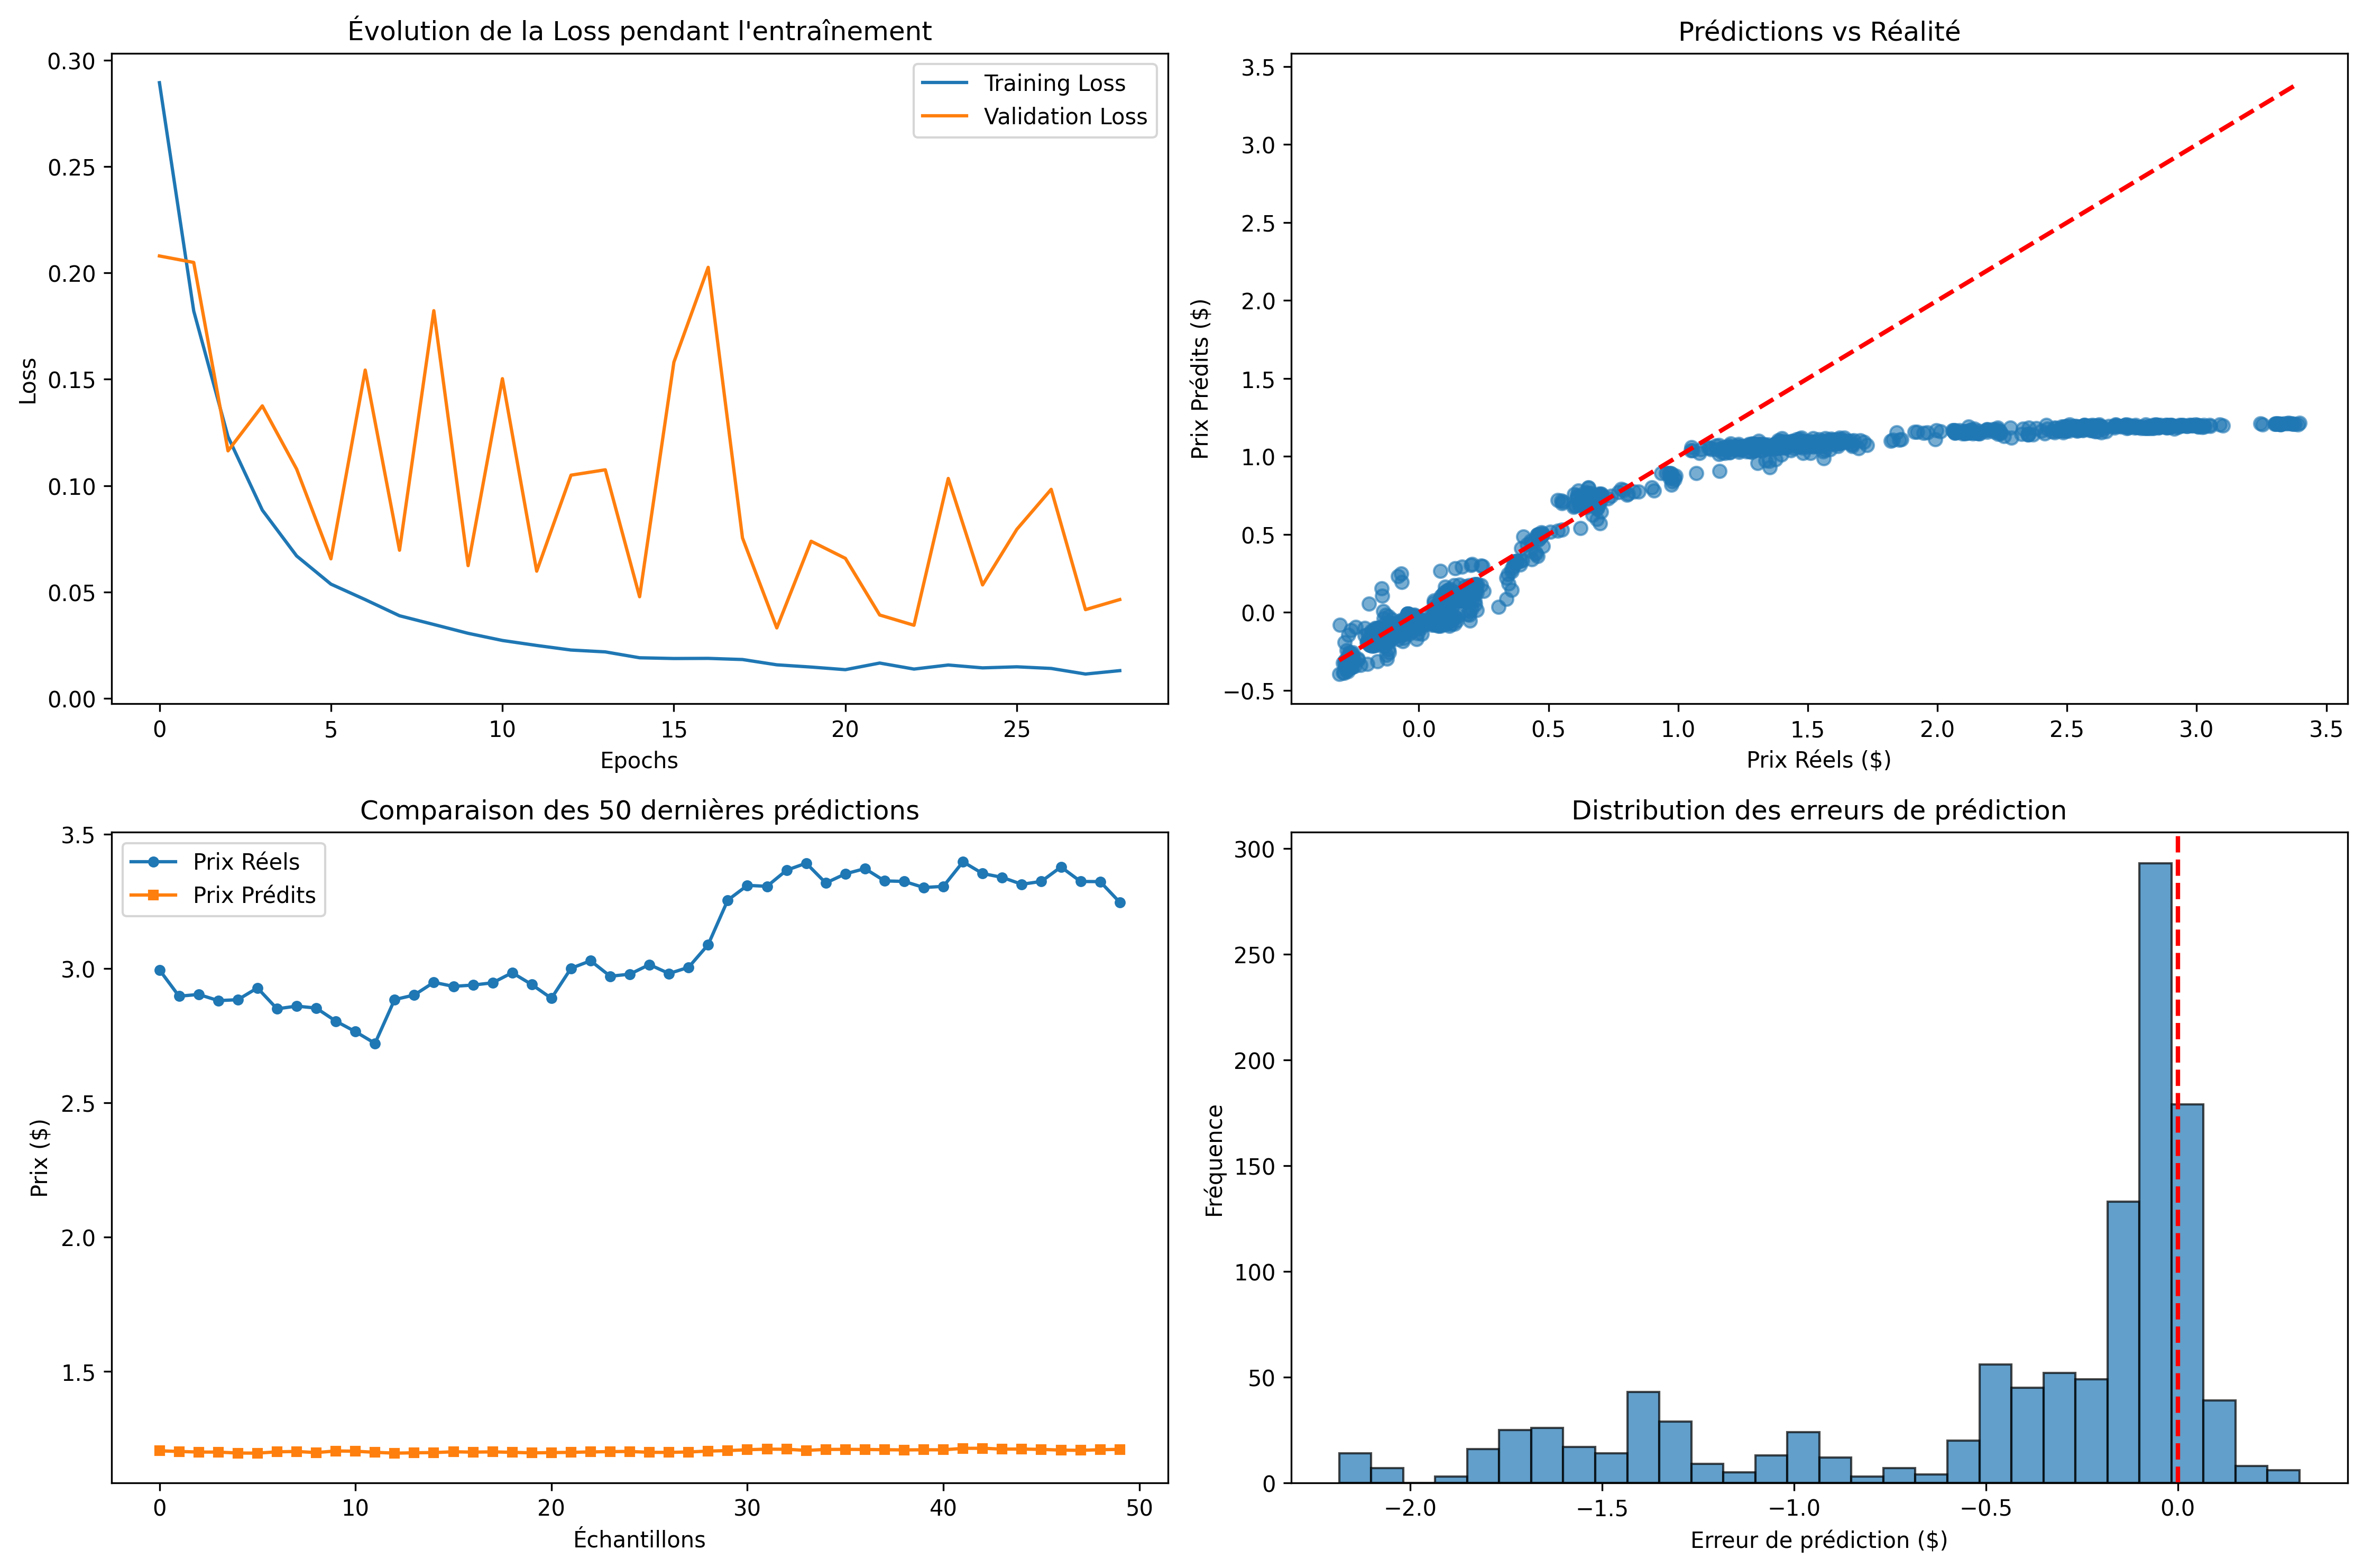 Évolution de la Loss pendant l'entraînement
0.30
0.25
0.20
0.15
0.10
0.05
0.00
Loss
Training Loss
Validation Loss
0 5 10 15 20 25
Epochs
Prédictions vs Réalité
3.5
3.0
2.5
2.0
1.5
1.0
0.5
0.0
−0.5
Prix Prédits ($)
0.0 0.5 1.0 1.5 2.0 2.5 3.0 3.5
Prix Réels ($)
Comparaison des 50 dernières prédictions
3.5
3.0
2.5
2.0
1.5
Prix ($)
Prix Réels
Prix Prédits
0 10 20 30 40 50
Échantillons
Distribution des erreurs de prédiction
300
250
200
150
100
50
0
Fréquence
−2.0 −1.5 −1.0 −0.5 0.0
Erreur de prédiction ($)